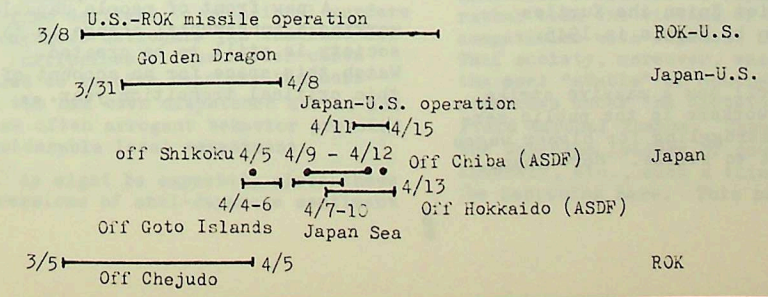 U.S.-ROK missile operation
3/8 ROK-U.S.
Golden Dragon
3/31 4/8 Japan-U.S.
Japan-U.S. operation
4/11 4/15
off Shikoku 4/5 4/9 - 4/12 Off Chiba (ASDF) Japan
4/13
4/4-6 4/7-10 Off Hokkaido (ASDF)
Off Goto Islands Japan Sea
3/5 4/5 ROK
Off Chejudo